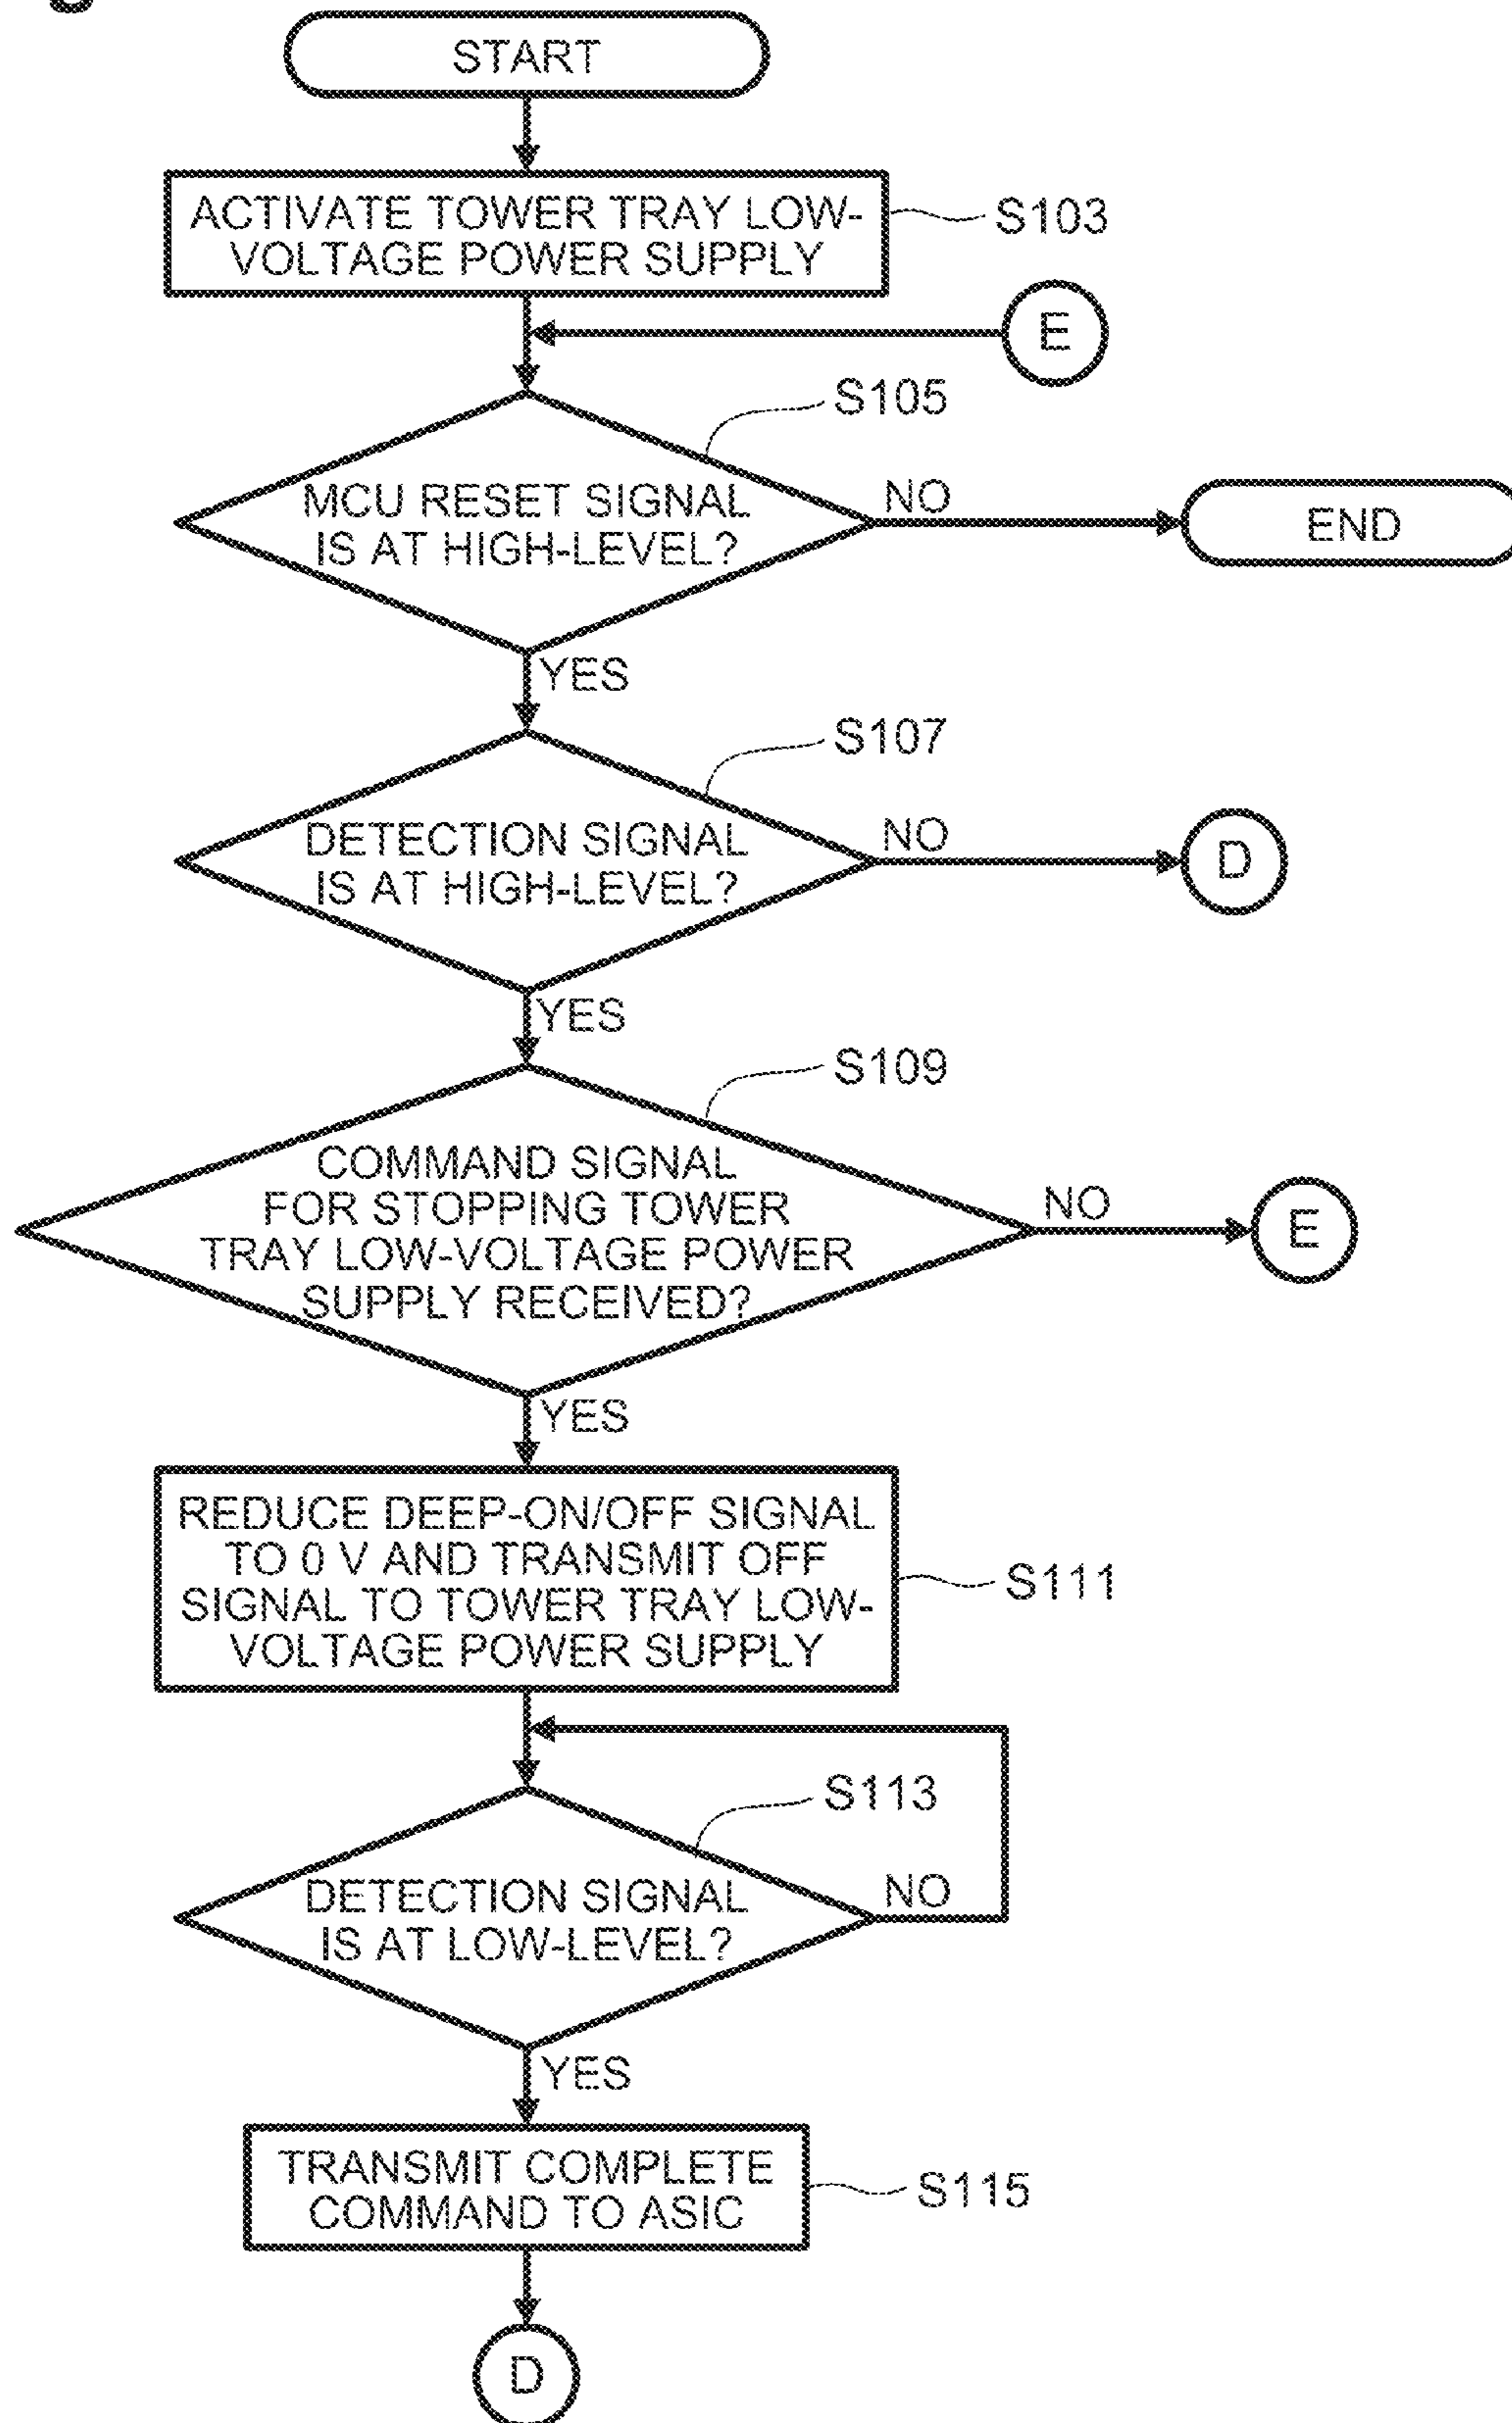 START
ACTIVATE TOWER TRAY LOW-
VOLTAGE POWER SUPPLY
S103
E
S105
MCU RESET SIGNAL
IS AT HIGH-LEVEL?
NO
END
YES
S107
DETECTION SIGNAL
IS AT HIGH-LEVEL?
NO
D
YES
S109
COMMAND SIGNAL
FOR STOPPING TOWER
TRAY LOW-VOLTAGE POWER
SUPPLY RECEIVED?
NO
E
YES
REDUCE DEEP-ON/OFF SIGNAL
TO 0 V AND TRANSMIT OFF
SIGNAL TO TOWER TRAY LOW-
VOLTAGE POWER SUPPLY
S111
S113
DETECTION SIGNAL
IS AT LOW-LEVEL?
NO
YES
TRANSMIT COMPLETE
COMMAND TO ASIC
S115
D